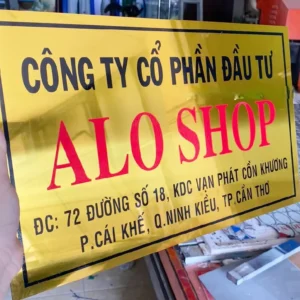 CÔNG TY CỔ PHẦN ĐẦU TƯ
ALO SHOP
ĐC: 72 ĐƯỜNG SỐ 18, KDC VẠN PHÁT CỒN KHƯƠNG
P.CÁI KHẾ, Q.NINH KIỀU, TP.CẦN THƠ